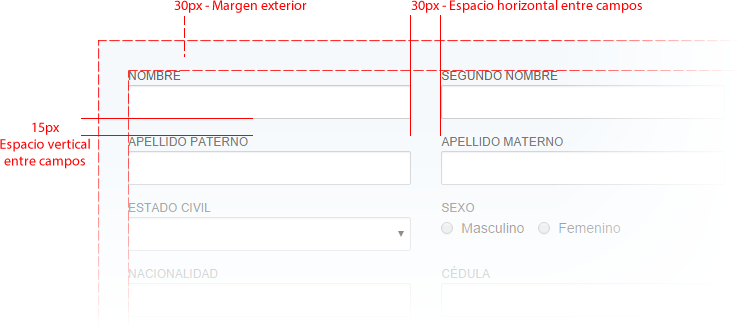 30px - Margen exterior
30px - Espacio horizontal entre campos
NOMBRE
SEGUNDO NOMBRE
15px
Espacio vertical
entre campos
APELLIDO PATERNO
APELLIDO MATERNO
ESTADO CIVIL
SEXO
Masculino
Femenino
NACIONALIDAD
CÉDULA